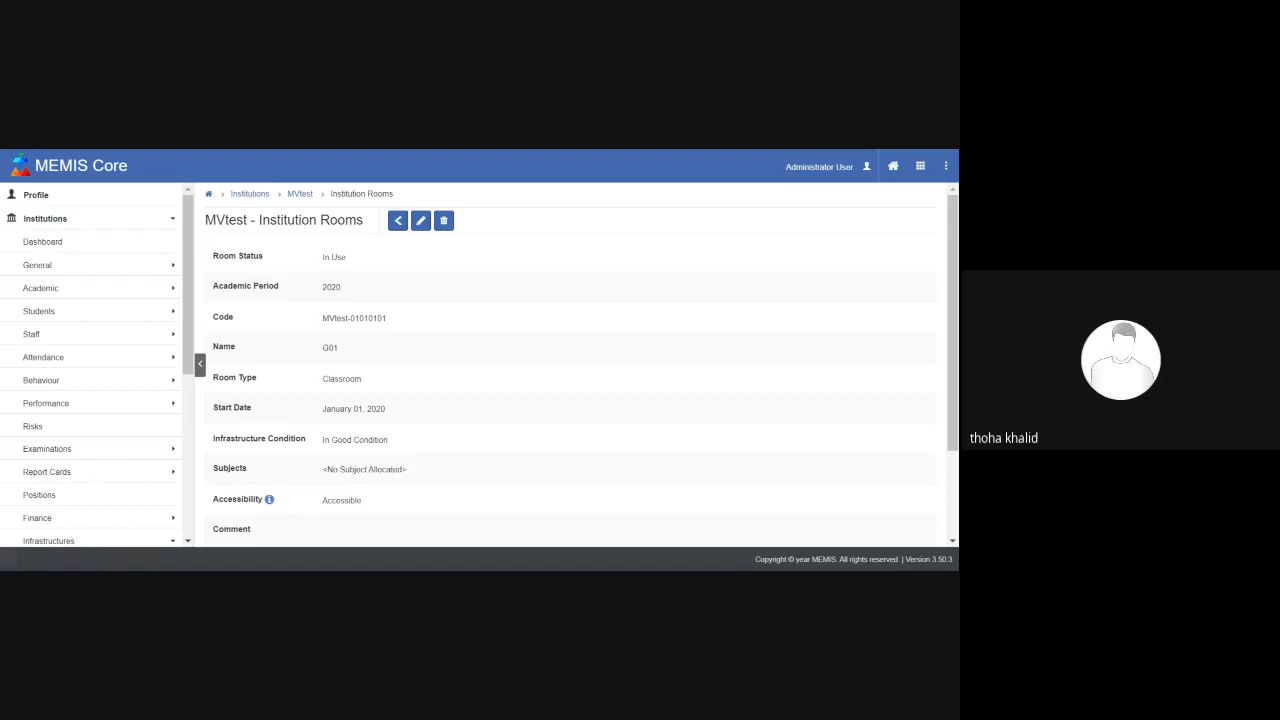 MEMIS Core
Administrator User
Profile
Institutions
Dashboard
General
Academic
Students
Staff
Attendance
Behaviour
Performance
Risks
Examinations
Report Cards
Positions
Finance
Infrastructures
Institutions > MVtest > Institution Rooms
MVtest - Institution Rooms
Room Status In Use
Academic Period 2020
Code MVtest-01010101
Name G01
Room Type Classroom
Start Date January 01, 2020
Infrastructure Condition In Good Condition
Subjects <No Subject Allocated>
Accessibility Accessible
Comment
Copyright © year MEMIS. All rights reserved. | Version 3.50.3
thoha khalid